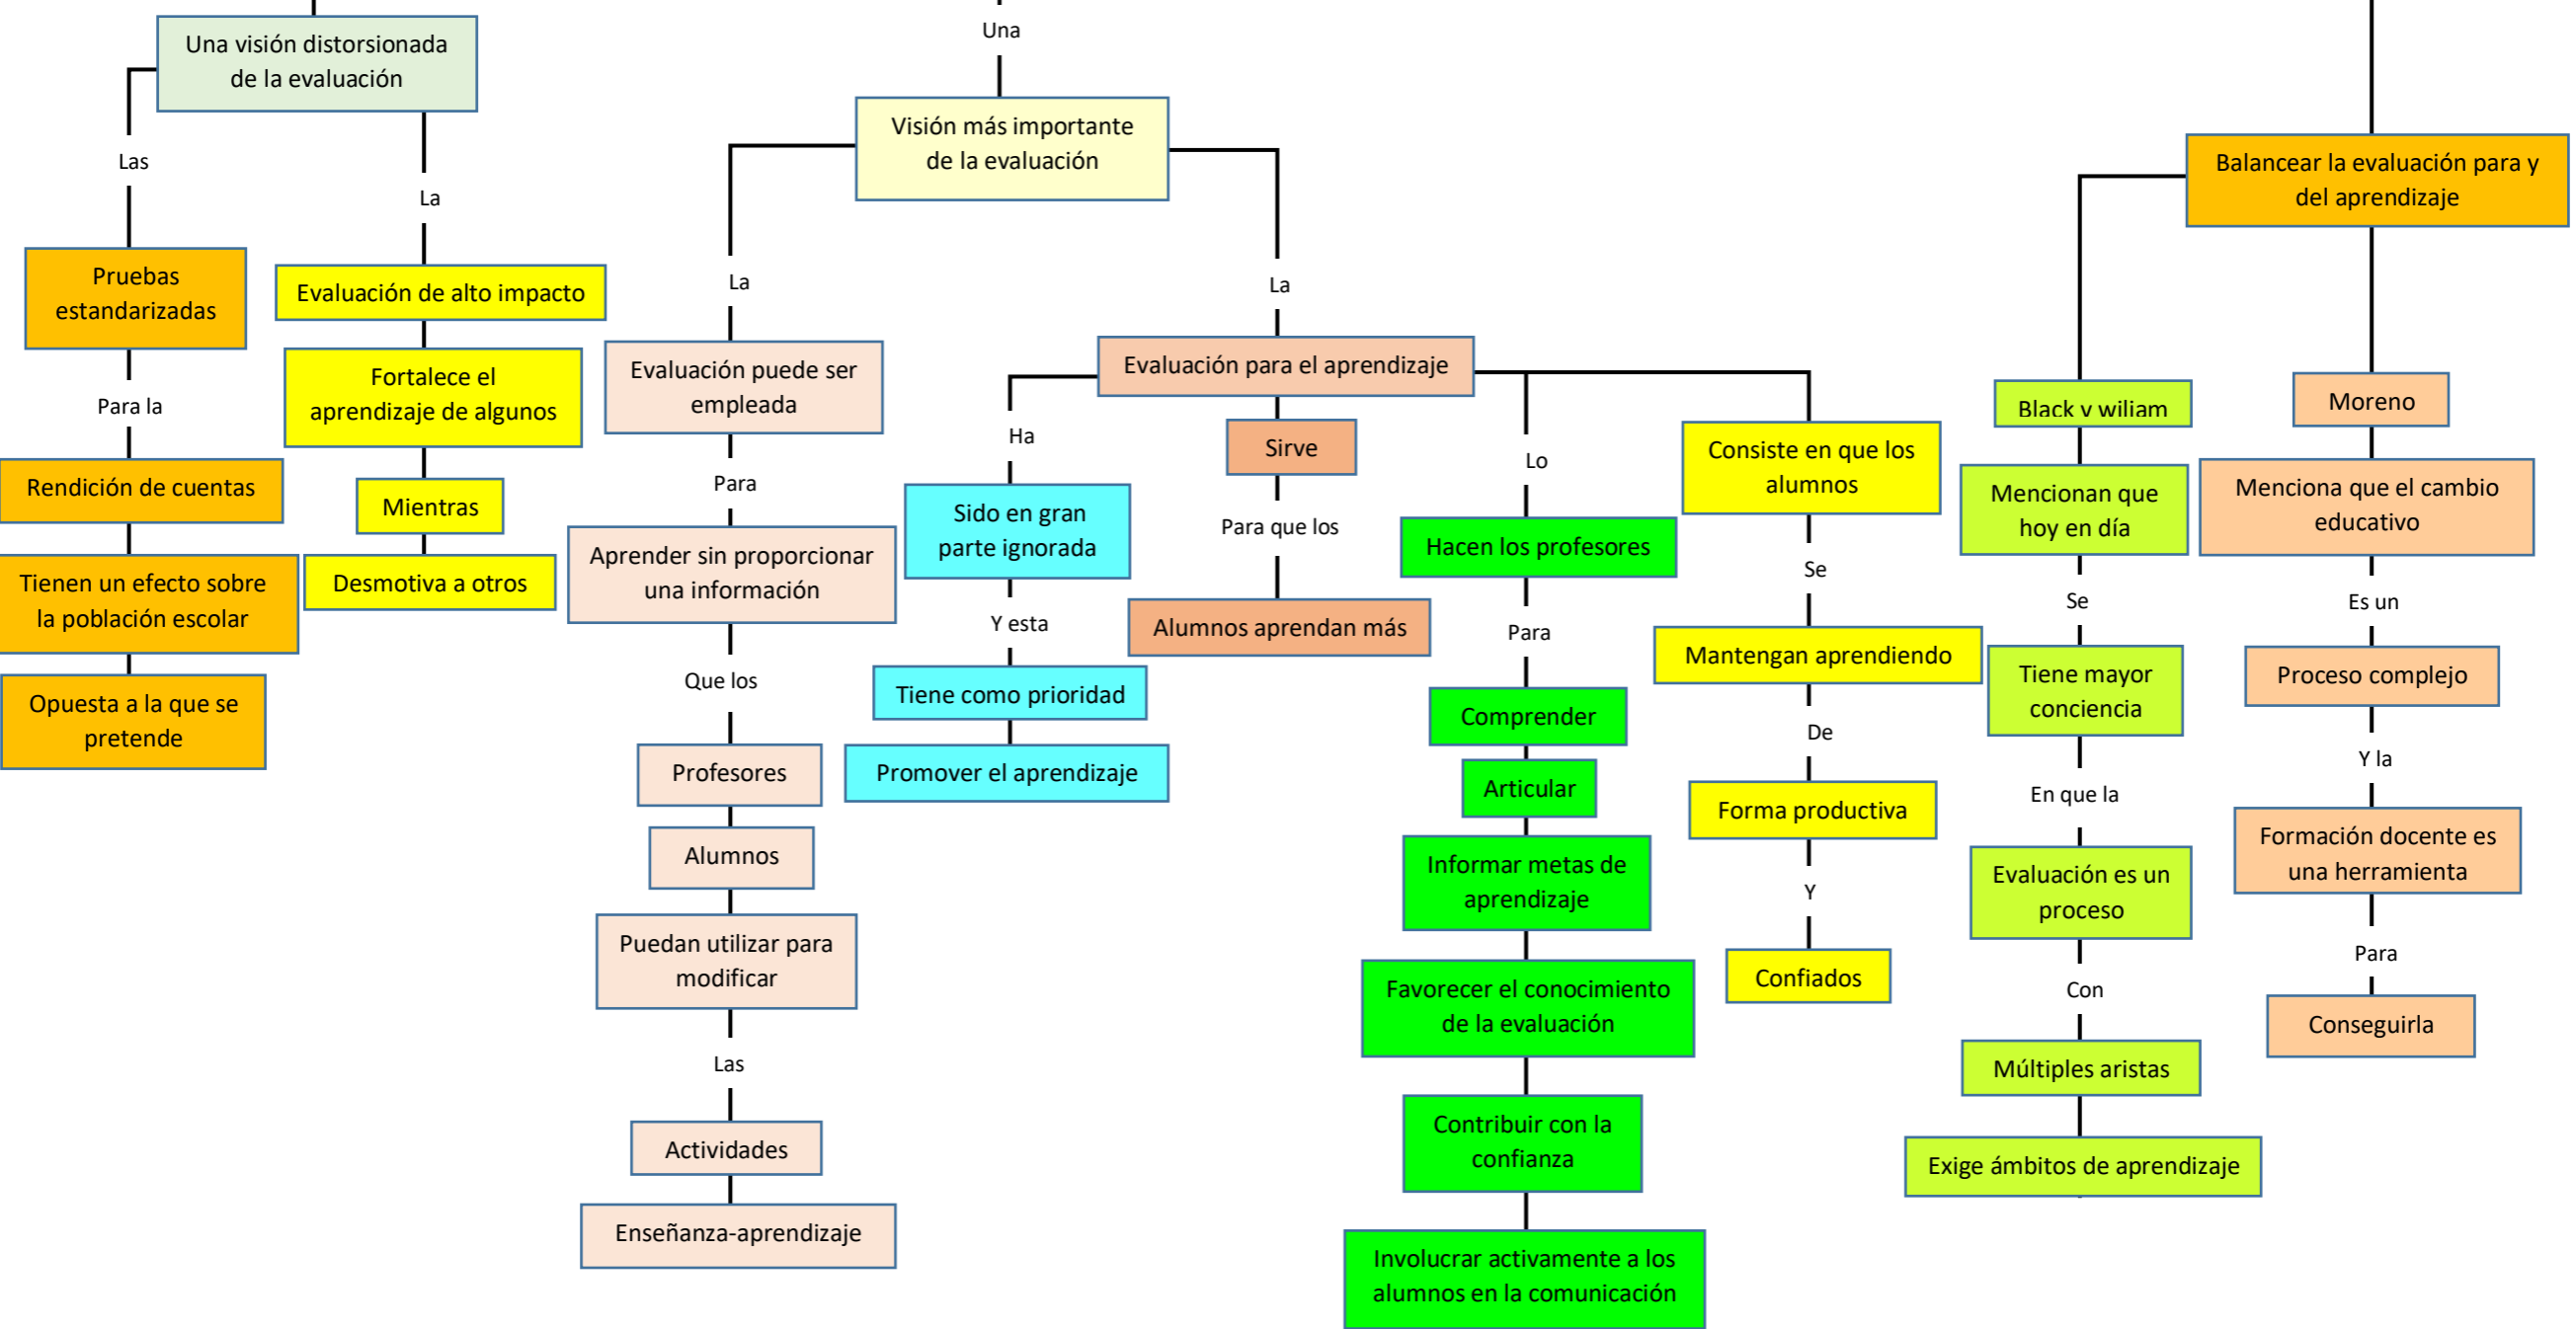 Una visión distorsionada
de la evaluación
Las
Pruebas
estandarizadas
Para la
Rendición de cuentas
Tienen un efecto sobre
la población escolar
Opuesta a la que se
pretende
La
Evaluación de alto impacto
Fortalece el
aprendizaje de algunos
Mientras
Desmotiva a otros
Una
Visión más importante
de la evaluación
La
Evaluación puede ser
empleada
Para
Aprender sin proporcionar
una información
Que los
Profesores
Alumnos
Puedan utilizar para
modificar
Las
Actividades
Enseñanza-aprendizaje
La
Evaluación para el aprendizaje
Ha
Sido en gran
parte ignorada
Y esta
Tiene como prioridad
Promover el aprendizaje
Sirve
Para que los
Alumnos aprendan más
Lo
Hacen los profesores
Para
Comprender
Articular
Informar metas de
aprendizaje
Favorecer el conocimiento
de la evaluación
Contribuir con la
confianza
Involucrar activamente a los
alumnos en la comunicación
Consiste en que los
alumnos
Se
Mantengan aprendiendo
De
Forma productiva
Y
Confiados
Balancear la evaluación para y
del aprendizaje
Black y wiliam
Mencionan que
hoy en día
Se
Tiene mayor
conciencia
En que la
Evaluación es un
proceso
Con
Múltiples aristas
Exige ámbitos de aprendizaje
Moreno
Menciona que el cambio
educativo
Es un
Proceso complejo
Y la
Formación docente es
una herramienta
Para
Conseguirla